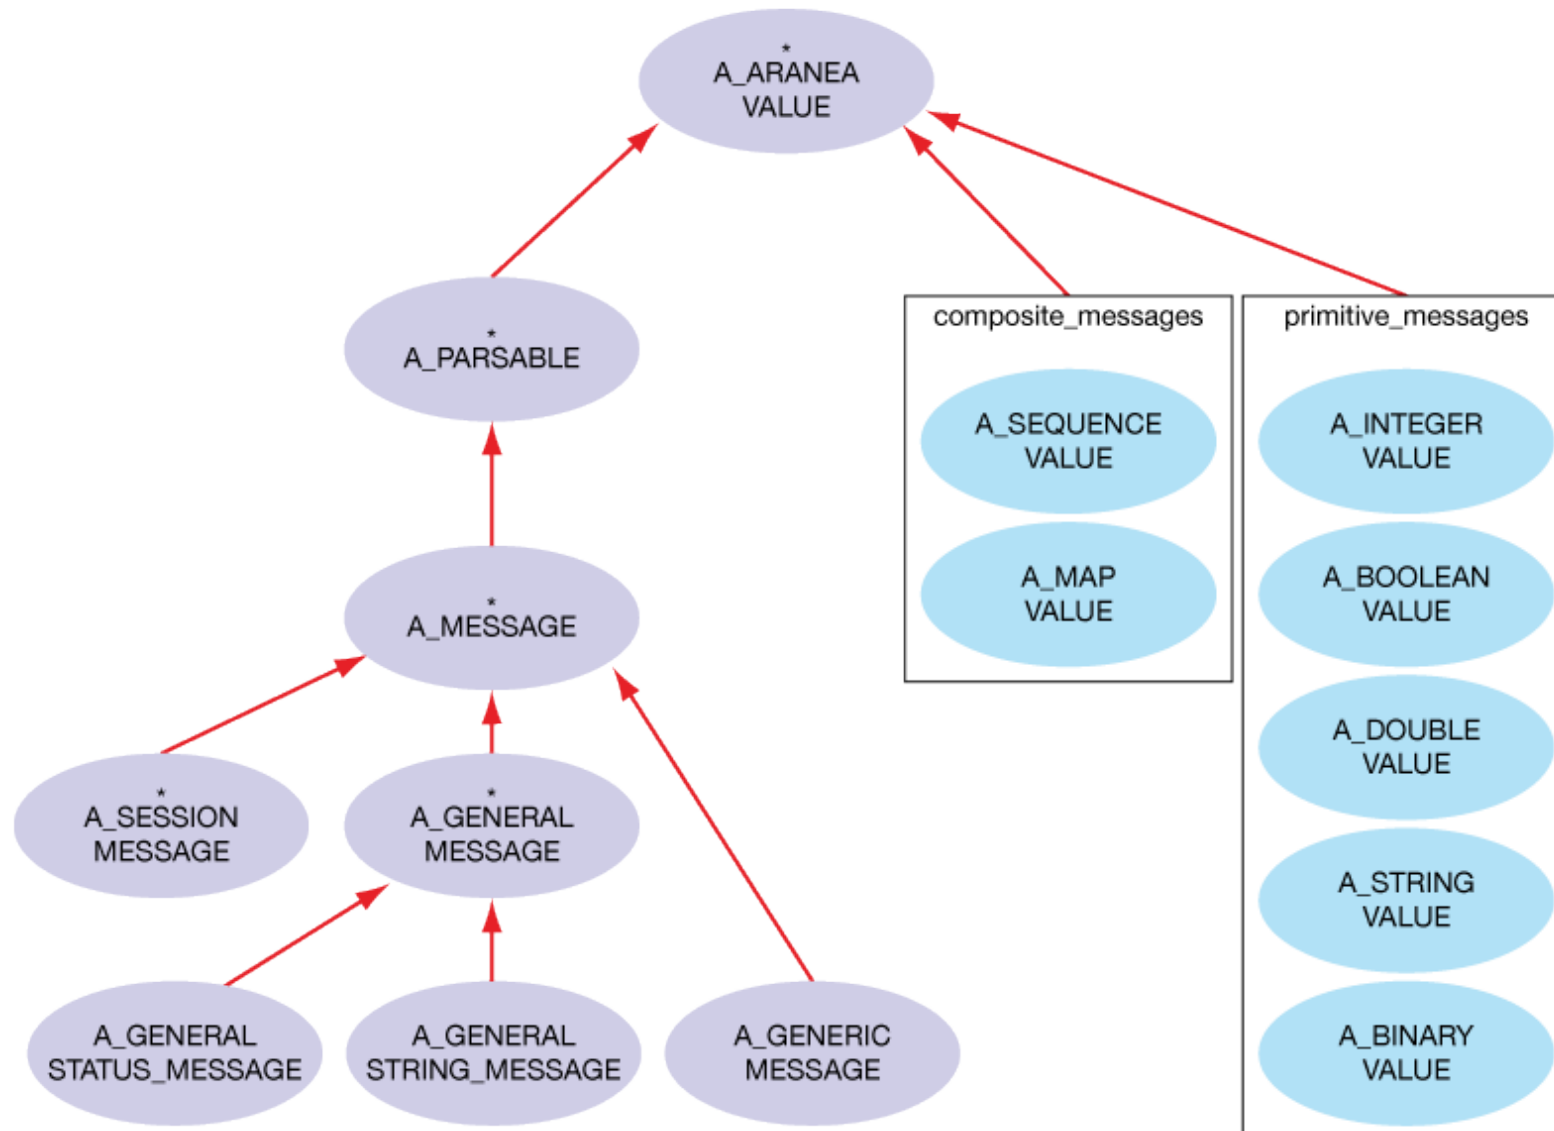 *
A_ARANEA
VALUE
composite_messages
primitive_messages
*
A_PARSABLE
A_SEQUENCE
VALUE
A_INTEGER
VALUE
A_MAP
VALUE
A_BOOLEAN
VALUE
*
A_MESSAGE
A_DOUBLE
VALUE
*
A_SESSION
MESSAGE
*
A_GENERAL
MESSAGE
A_STRING
VALUE
A_GENERAL
STATUS_MESSAGE
A_GENERAL
STRING_MESSAGE
A_GENERIC
MESSAGE
A_BINARY
VALUE